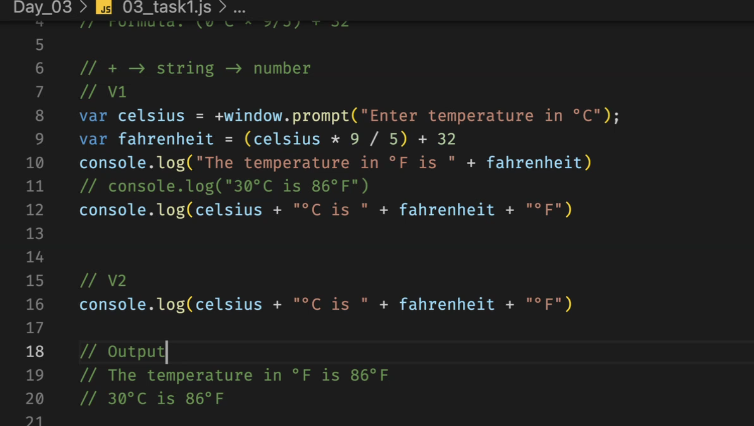 Day_03 > JS 03_task1.js > ...
4 // Formula: (0°C × 9/5) + 32
5
6 // + -> string -> number
7 // V1
8 var celsius = +window.prompt("Enter temperature in °C");
9 var fahrenheit = (celsius * 9 / 5) + 32
10 console.log("The temperature in °F is " + fahrenheit)
11 // console.log("30°C is 86°F")
12 console.log(celsius + "°C is " + fahrenheit + "°F")
13
14
15 // V2
16 console.log(celsius + "°C is " + fahrenheit + "°F")
17
18 // Output
19 // The temperature in °F is 86°F
20 // 30°C is 86°F
21